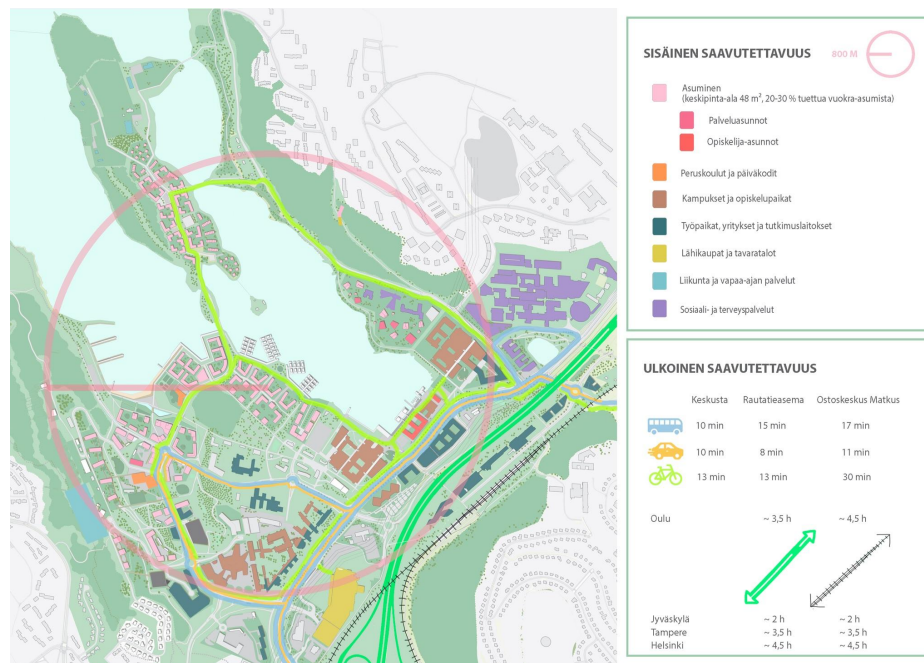 SISÄINEN SAAVUTETTAVUUS
800 M
Asuminen
(keskipinta-ala 48 m², 20-30 % tuettua vuokra-asumista)
Palveluasunnot
Opiskelija-asunnot
Peruskoulut ja päiväkodit
Kampukset ja opiskelupaikat
Työpaikat, yritykset ja tutkimuslaitokset
Lähikaupat ja tavaratalot
Liikunta ja vapaa-ajan palvelut
Sosiaali- ja terveyspalvelut
ULKOINEN SAAVUTETTAVUUS
Keskusta Rautatieasema Ostoskeskus Matkus
10 min 15 min 17 min
10 min 8 min 11 min
13 min 13 min 30 min
Oulu ~ 3,5 h ~ 4,5 h
Jyväskylä ~ 2 h ~ 2 h
Tampere ~ 3,5 h ~ 3,5 h
Helsinki ~ 4,5 h ~ 4,5 h